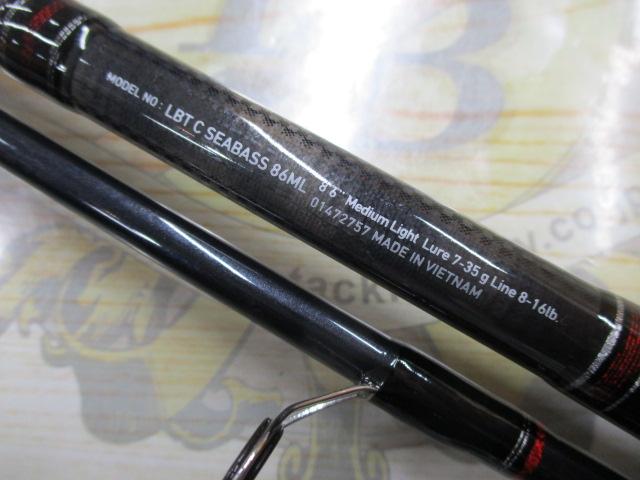 MODEL NO : LBT C SEABASS 86ML 8'6" Medium Light Lure 7-35 g Line 8-16lb.
01472757 MADE IN VIETNAM